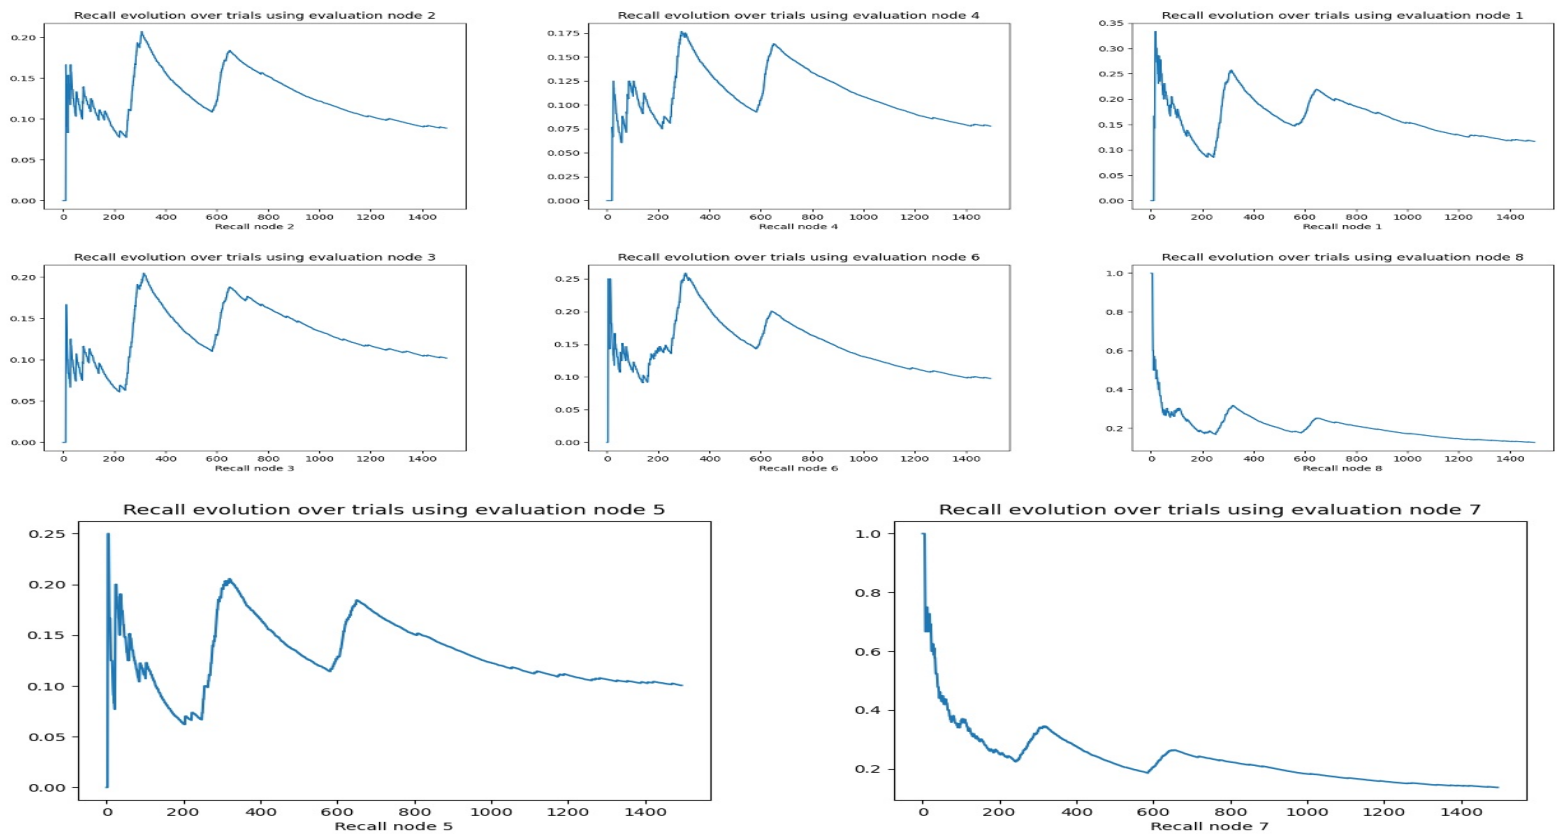 Recall evolution over trials using evaluation node 2
0.20
0.15
0.10
0.05
0.00
0 200 400 600 800 1000 1200 1400
Recall node 2
Recall evolution over trials using evaluation node 4
0.175
0.150
0.125
0.100
0.075
0.050
0.025
0.000
0 200 400 600 800 1000 1200 1400
Recall node 4
Recall evolution over trials using evaluation node 1
0.35
0.30
0.25
0.20
0.15
0.10
0.05
0.00
0 200 400 600 800 1000 1200 1400
Recall node 1
Recall evolution over trials using evaluation node 3
0.20
0.15
0.10
0.05
0.00
0 200 400 600 800 1000 1200 1400
Recall node 3
Recall evolution over trials using evaluation node 6
0.25
0.20
0.15
0.10
0.05
0.00
0 200 400 600 800 1000 1200 1400
Recall node 6
Recall evolution over trials using evaluation node 8
1.0
0.8
0.6
0.4
0.2
0 200 400 600 800 1000 1200 1400
Recall node 8
Recall evolution over trials using evaluation node 5
0.25
0.20
0.15
0.10
0.05
0.00
0 200 400 600 800 1000 1200 1400
Recall node 5
Recall evolution over trials using evaluation node 7
1.0
0.8
0.6
0.4
0.2
0 200 400 600 800 1000 1200 1400
Recall node 7